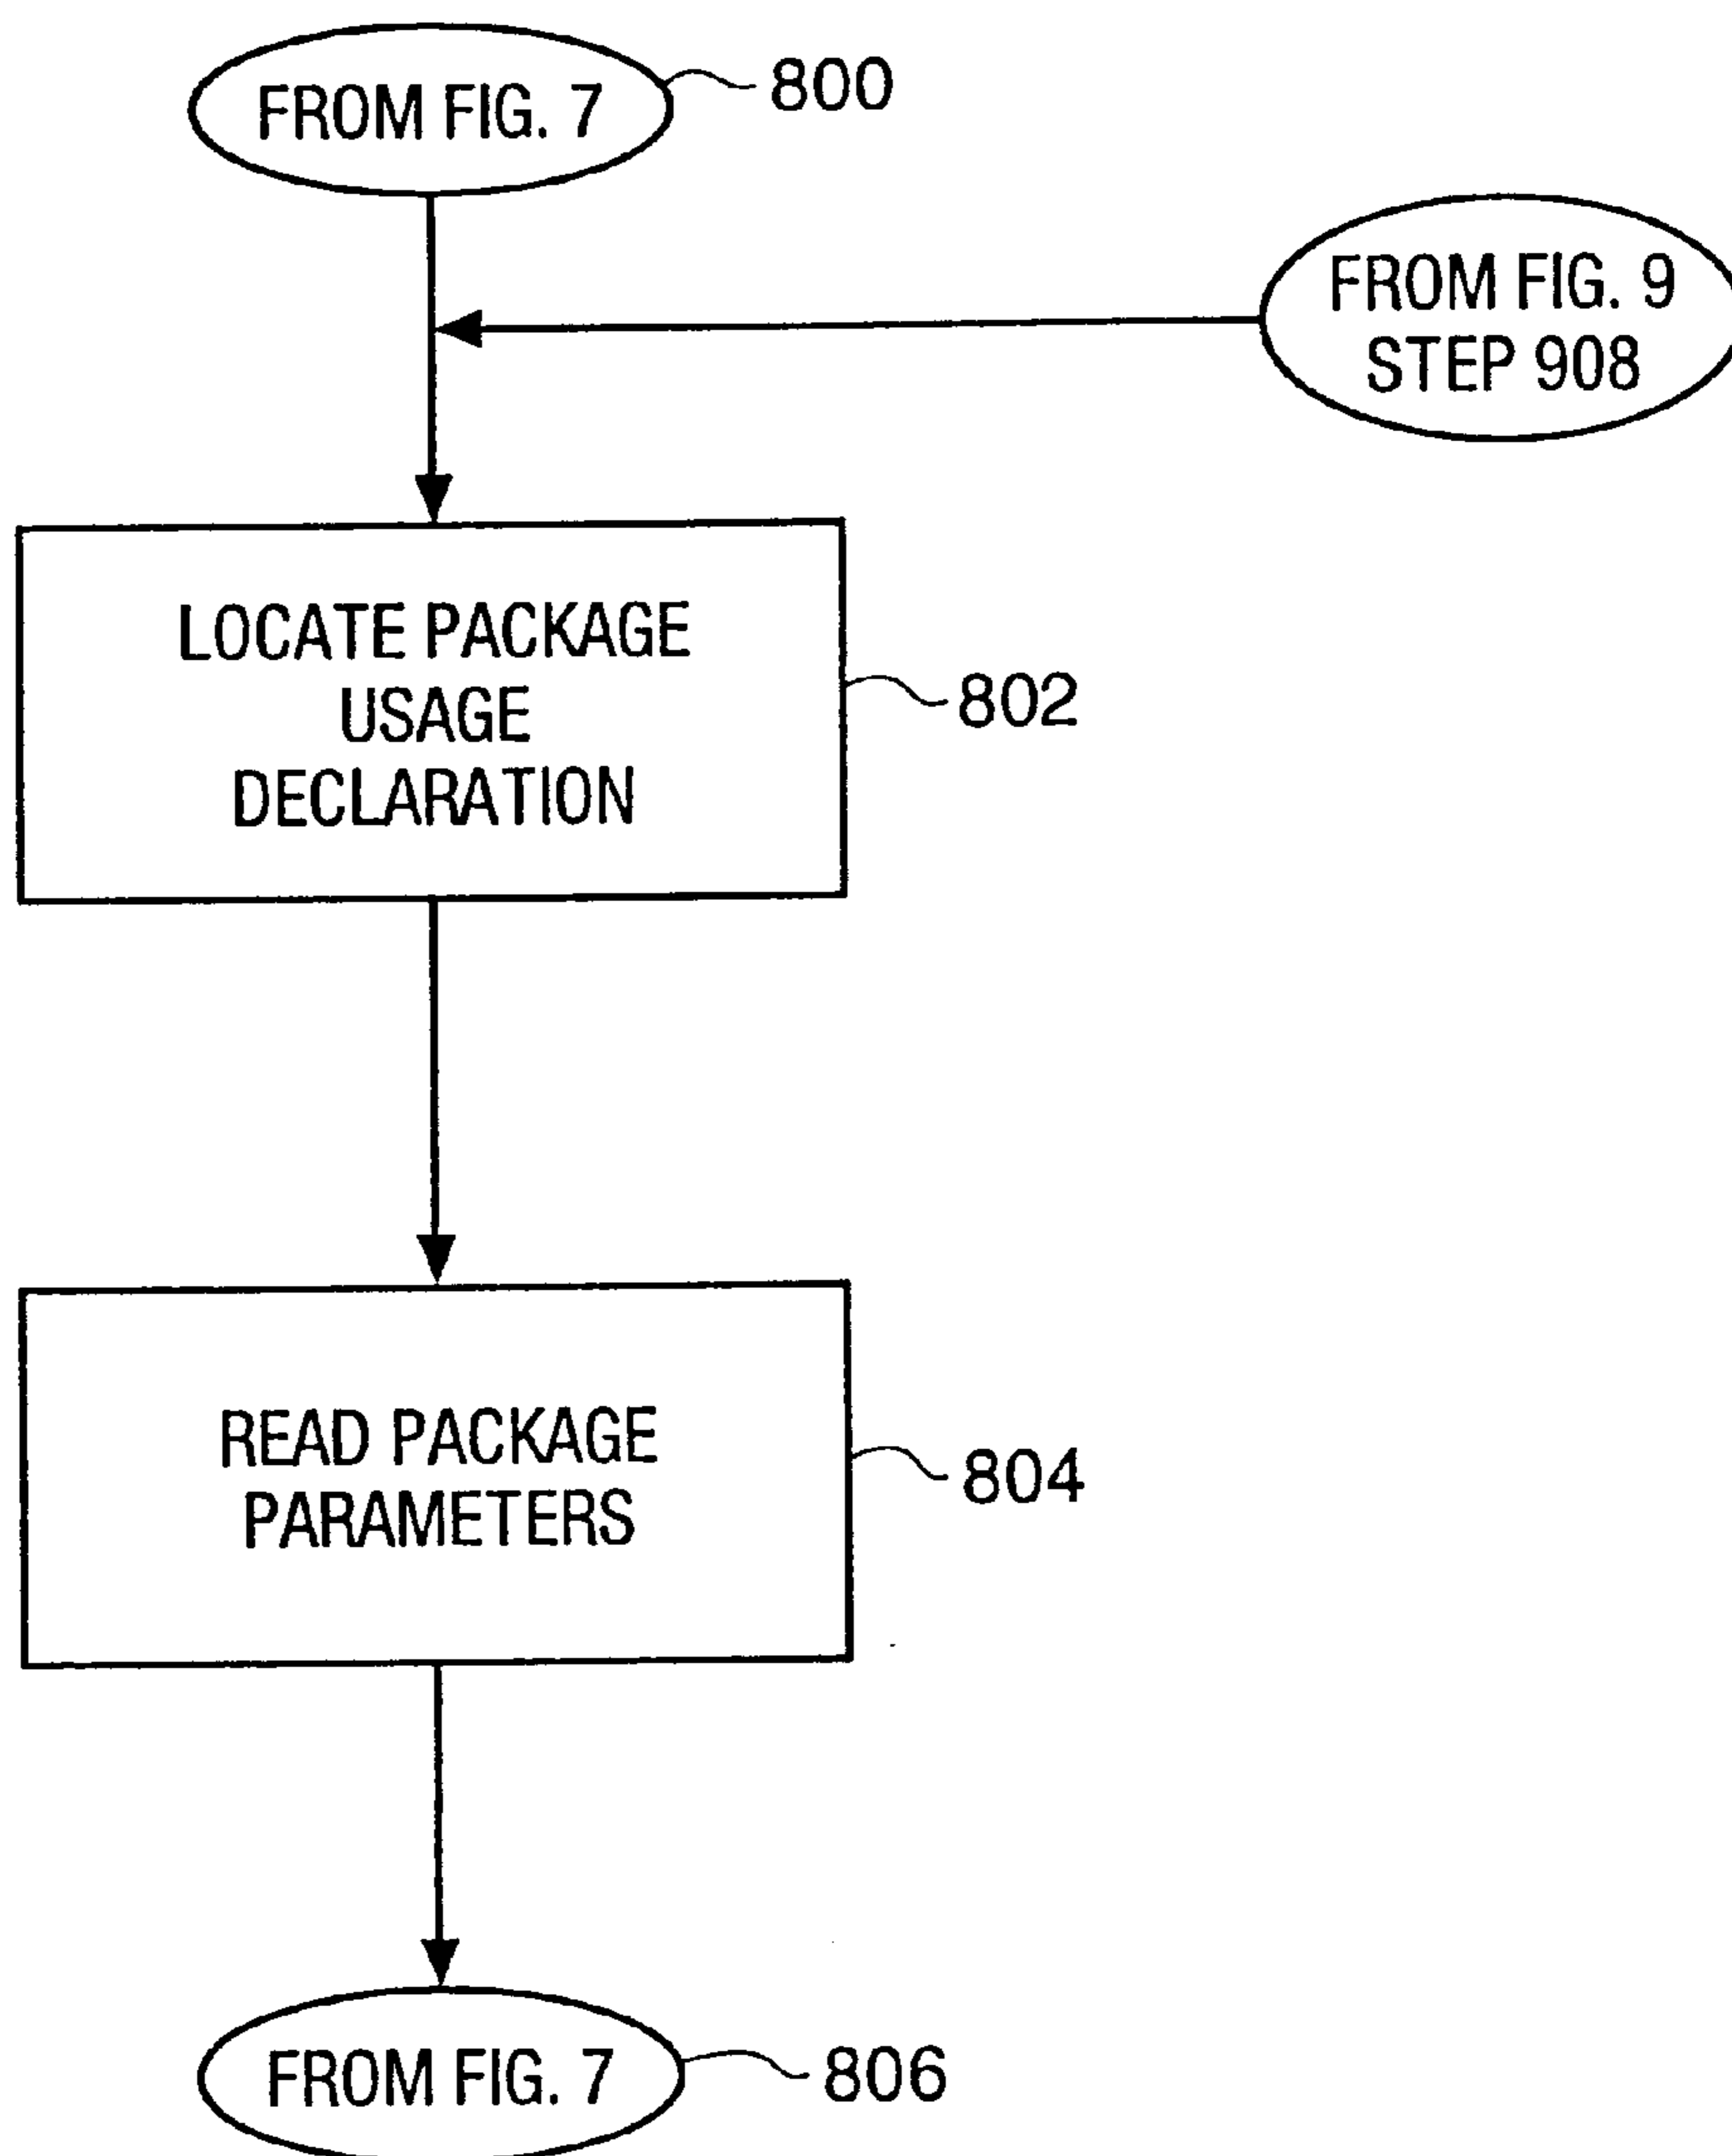 FROM FIG. 7
800
FROM FIG. 9
STEP 908
LOCATE PACKAGE
USAGE
DECLARATION
802
READ PACKAGE
PARAMETERS
804
FROM FIG. 7
806